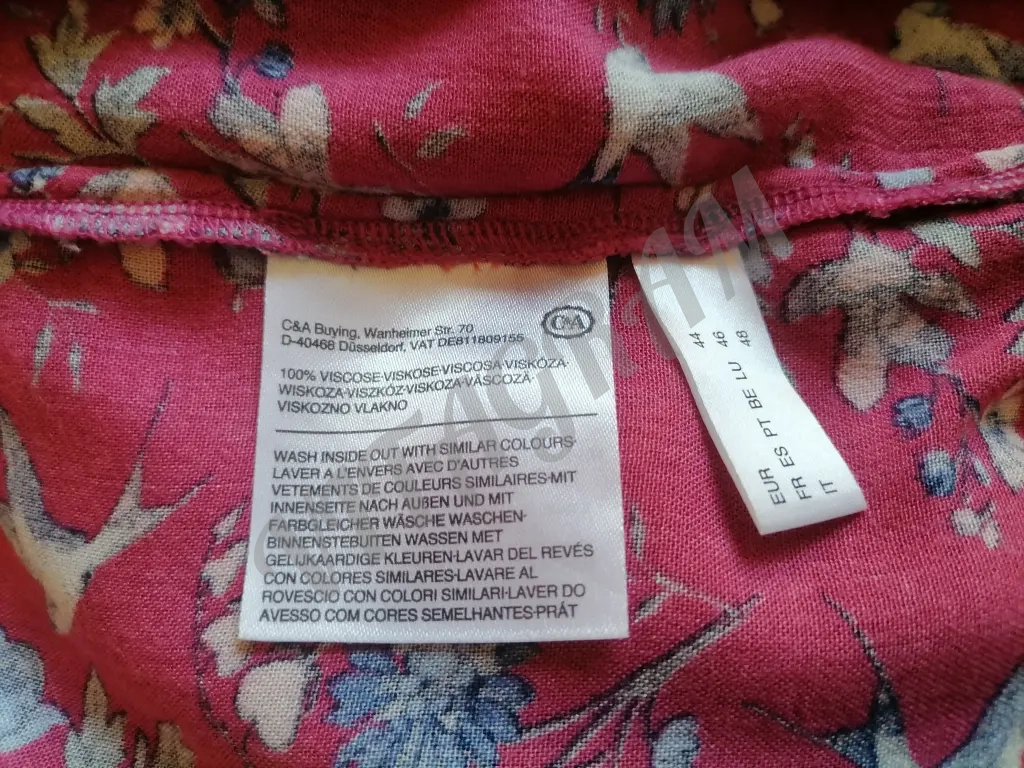 C&A Buying, Wanheimer Str. 70
D-40468 Düsseldorf, VAT DE811809155
C&A
100% VISCOSE·VISKOSE·VISCOSA·VISKÓZA·
WISKOZA·VISZKÓZ·VISKOZA·VÂSCOZĂ·
VISKOZNO VLAKNO
WASH INSIDE OUT WITH SIMILAR COLOURS·
LAVER A L'ENVERS AVEC D'AUTRES
VETEMENTS DE COULEURS SIMILAIRES·MIT
INNENSEITE NACH AUßEN UND MIT
FARBGLEICHER WÄSCHE WASCHEN·
BINNENSTEBUITEN WASSEN MET
GELIJKAARDIGE KLEUREN·LAVAR DEL REVÉS
CON COLORES SIMILARES·LAVARE AL
ROVESCIO CON COLORI SIMILARI·LAVER DO
AVESSO COM CORES SEMELHANTES·PRÁT
EUR 44
FR ES PT BE LU 46
IT 48